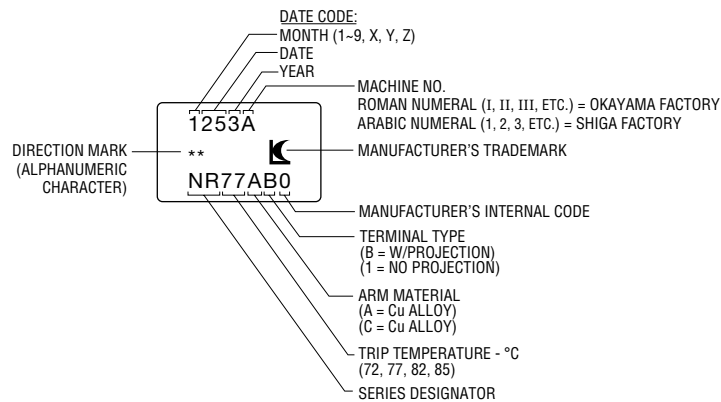 DATE CODE:
MONTH (1~9, X, Y, Z)
DATE
YEAR
MACHINE NO.
ROMAN NUMERAL (I, II, III, ETC.) = OKAYAMA FACTORY
ARABIC NUMERAL (1, 2, 3, ETC.) = SHIGA FACTORY
1253A
DIRECTION MARK
(ALPHANUMERIC
CHARACTER)
**
MANUFACTURER'S TRADEMARK
NR77AB0
MANUFACTURER'S INTERNAL CODE
TERMINAL TYPE
(B = W/PROJECTION)
(1 = NO PROJECTION)
ARM MATERIAL
(A = Cu ALLOY)
(C = Cu ALLOY)
TRIP TEMPERATURE - °C
(72, 77, 82, 85)
SERIES DESIGNATOR